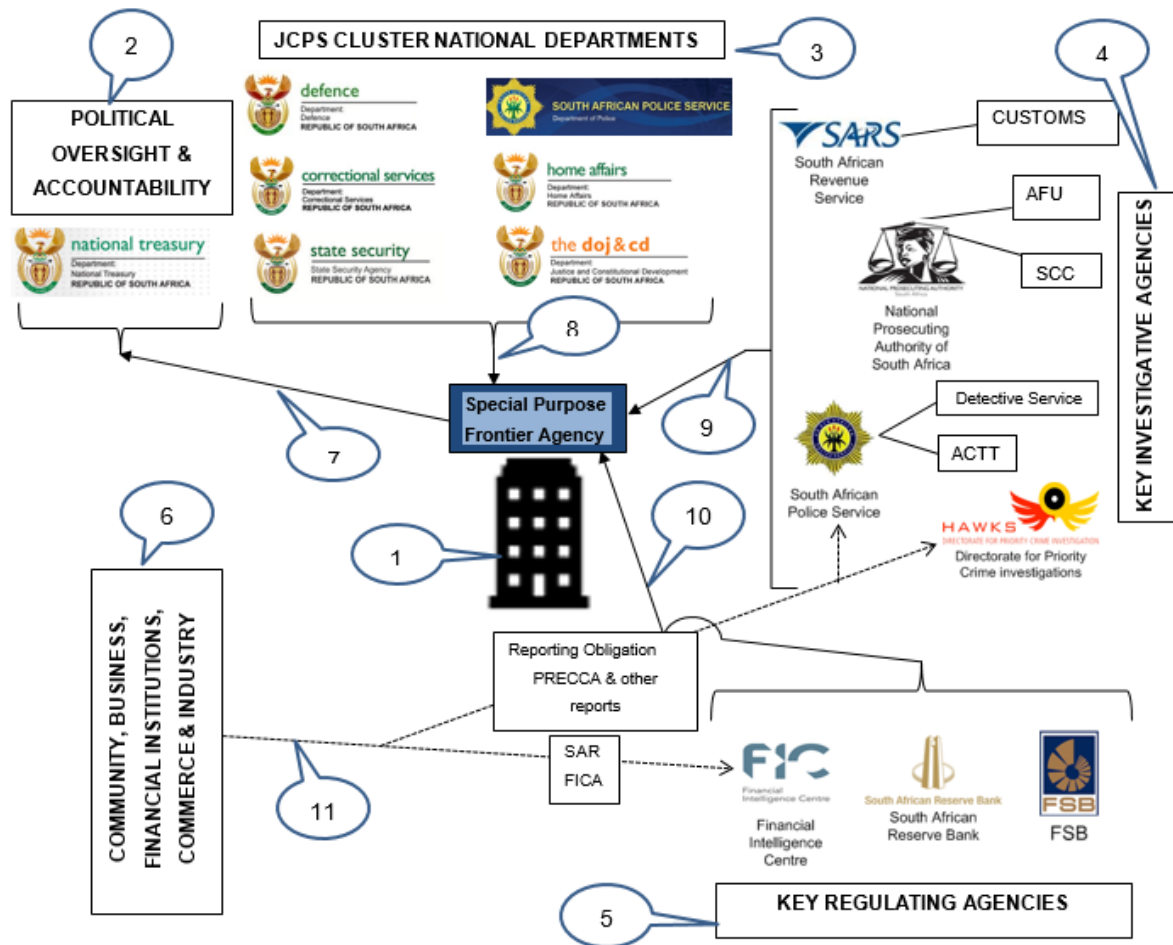 2
JCPS CLUSTER NATIONAL DEPARTMENTS
3
4
POLITICAL
OVERSIGHT &
ACCOUNTABILITY
national treasury
Department:
National Treasury
REPUBLIC OF SOUTH AFRICA
defence
Department:
Defence
REPUBLIC OF SOUTH AFRICA
SOUTH AFRICAN POLICE SERVICE
Department of Police
correctional services
Department:
Correctional Services
REPUBLIC OF SOUTH AFRICA
home affairs
Department:
Home Affairs
REPUBLIC OF SOUTH AFRICA
state security
State Security Agency
REPUBLIC OF SOUTH AFRICA
the doj & cd
Department:
Justice and Constitutional Development
REPUBLIC OF SOUTH AFRICA
SARS
South African
Revenue
Service
CUSTOMS
AFU
SCC
NATIONAL PROSECUTING AUTHORITY
South Africa
National
Prosecuting
Authority of
South Africa
Detective Service
ACTT
South African
Police Service
HAWKS
DIRECTORATE FOR PRIORITY CRIME INVESTIGATION
Directorate for Priority
Crime investigations
KEY INVESTIGATIVE AGENCIES
8
9
7
Special Purpose
Frontier Agency
1
10
6
COMMUNITY, BUSINESS,
FINANCIAL INSTITUTIONS,
COMMERCE & INDUSTRY
Reporting Obligation
PRECCA & other
reports
SAR
FICA
11
FIC
Financial
Intelligence Centre
Financial
Intelligence
Centre
South African Reserve Bank
South African
Reserve Bank
FSB
FSB
5
KEY REGULATING AGENCIES